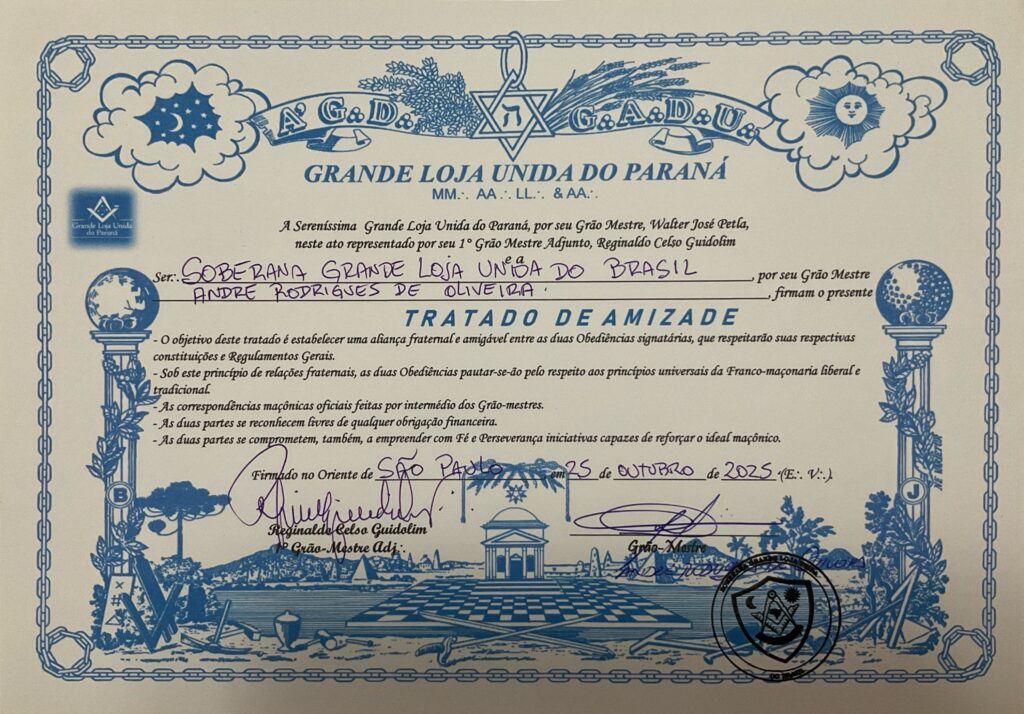 A∴ G∴ D∴ G∴ A∴ D∴ U∴
ה
GRANDE LOJA UNIDA DO PARANÁ
MM∴ AA∴ LL∴ & AA∴
Grande Loja Unida
do Paraná
A Sereníssima Grande Loja Unida do Paraná, por seu Grão Mestre, Walter José Petla,
neste ato representado por seu 1° Grão Mestre Adjunto, Reginaldo Celso Guidolim
e a
Ser∴ SOBERANA GRANDE LOJA UNIDA DO BRASIL, por seu Grão Mestre
ANDRE RODRIGUES DE OLIVEIRA, firmam o presente
TRATADO DE AMIZADE
- O objetivo deste tratado é estabelecer uma aliança fraternal e amigável entre as duas Obediências signatárias, que respeitarão suas respectivas
constituições e Regulamentos Gerais.
- Sob este princípio de relações fraternais, as duas Obediências pautar-se-ão pelo respeito aos princípios universais da Franco-maçonaria liberal e
tradicional.
- As correspondências maçônicas oficiais feitas por intermédio dos Grão-mestres.
- As duas partes se reconhecem livres de qualquer obrigação financeira.
- As duas partes se comprometem, também, a empreender com Fé e Perseverança iniciativas capazes de reforçar o ideal maçônico.
Firmado no Oriente de SÃO PAULO em 25 de OUTUBRO de 2025 (E∴ V∴)
B
J
Reginaldo Celso Guidolim
1° Grão-Mestre Adj∴
Grão-Mestre
DO BRASIL